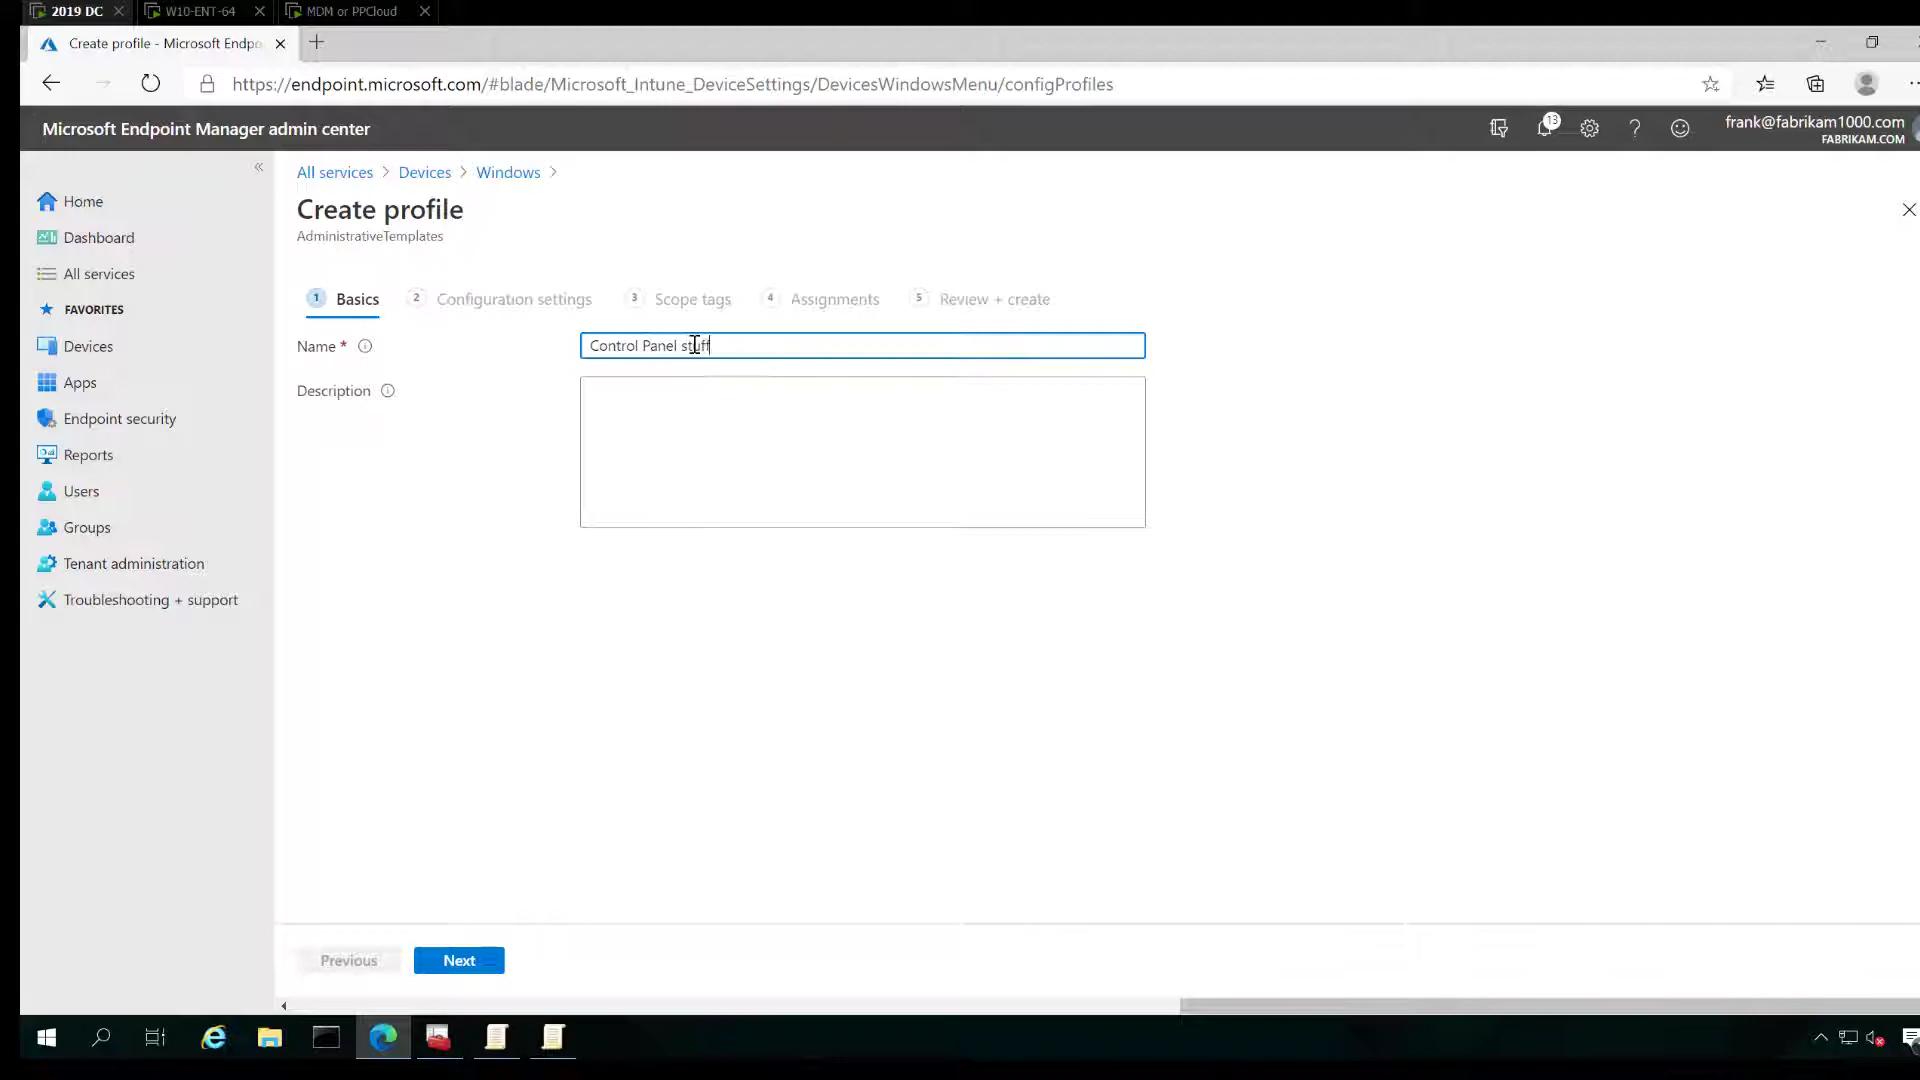 2019 DC
W10-ENT-64
MDM or PPCloud
Create profile - Microsoft Endpo
https://endpoint.microsoft.com/#blade/Microsoft_Intune_DeviceSettings/DevicesWindowsMenu/configProfiles
Microsoft Endpoint Manager admin center
13
frank@fabrikam1000.com
FABRIKAM.COM
All services > Devices > Windows >
Create profile
AdministrativeTemplates
Home
Dashboard
All services
FAVORITES
Devices
Apps
Endpoint security
Reports
Users
Groups
Tenant administration
Troubleshooting + support
1 Basics
2 Configuration settings
3 Scope tags
4 Assignments
5 Review + create
Name *
Control Panel stuff
Description
Previous
Next